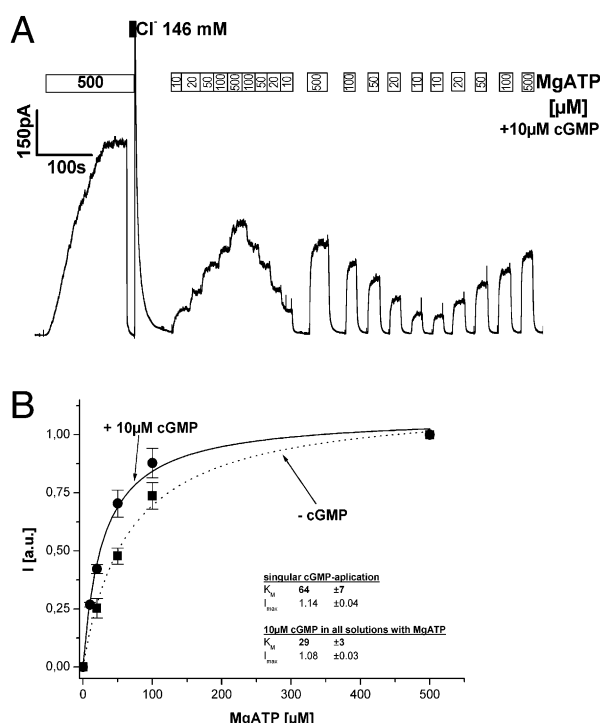 A
Cl⁻ 146 mM
500
10 20 50 100 500 100 50 20 10
500
100
50
20
10
10
20
50
100
500
MgATP
[µM]
+10µM cGMP
150pA
100s
B
+ 10µM cGMP
- cGMP
1,00
0,75
0,50
0,25
0,00
I [a.u.]
singular cGMP-aplication
K_M 64 ±7
I_max 1.14 ±0.04
10µM cGMP in all solutions with MgATP
K_M 29 ±3
I_max 1.08 ±0.03
0 100 200 300 400 500
MgATP [µM]